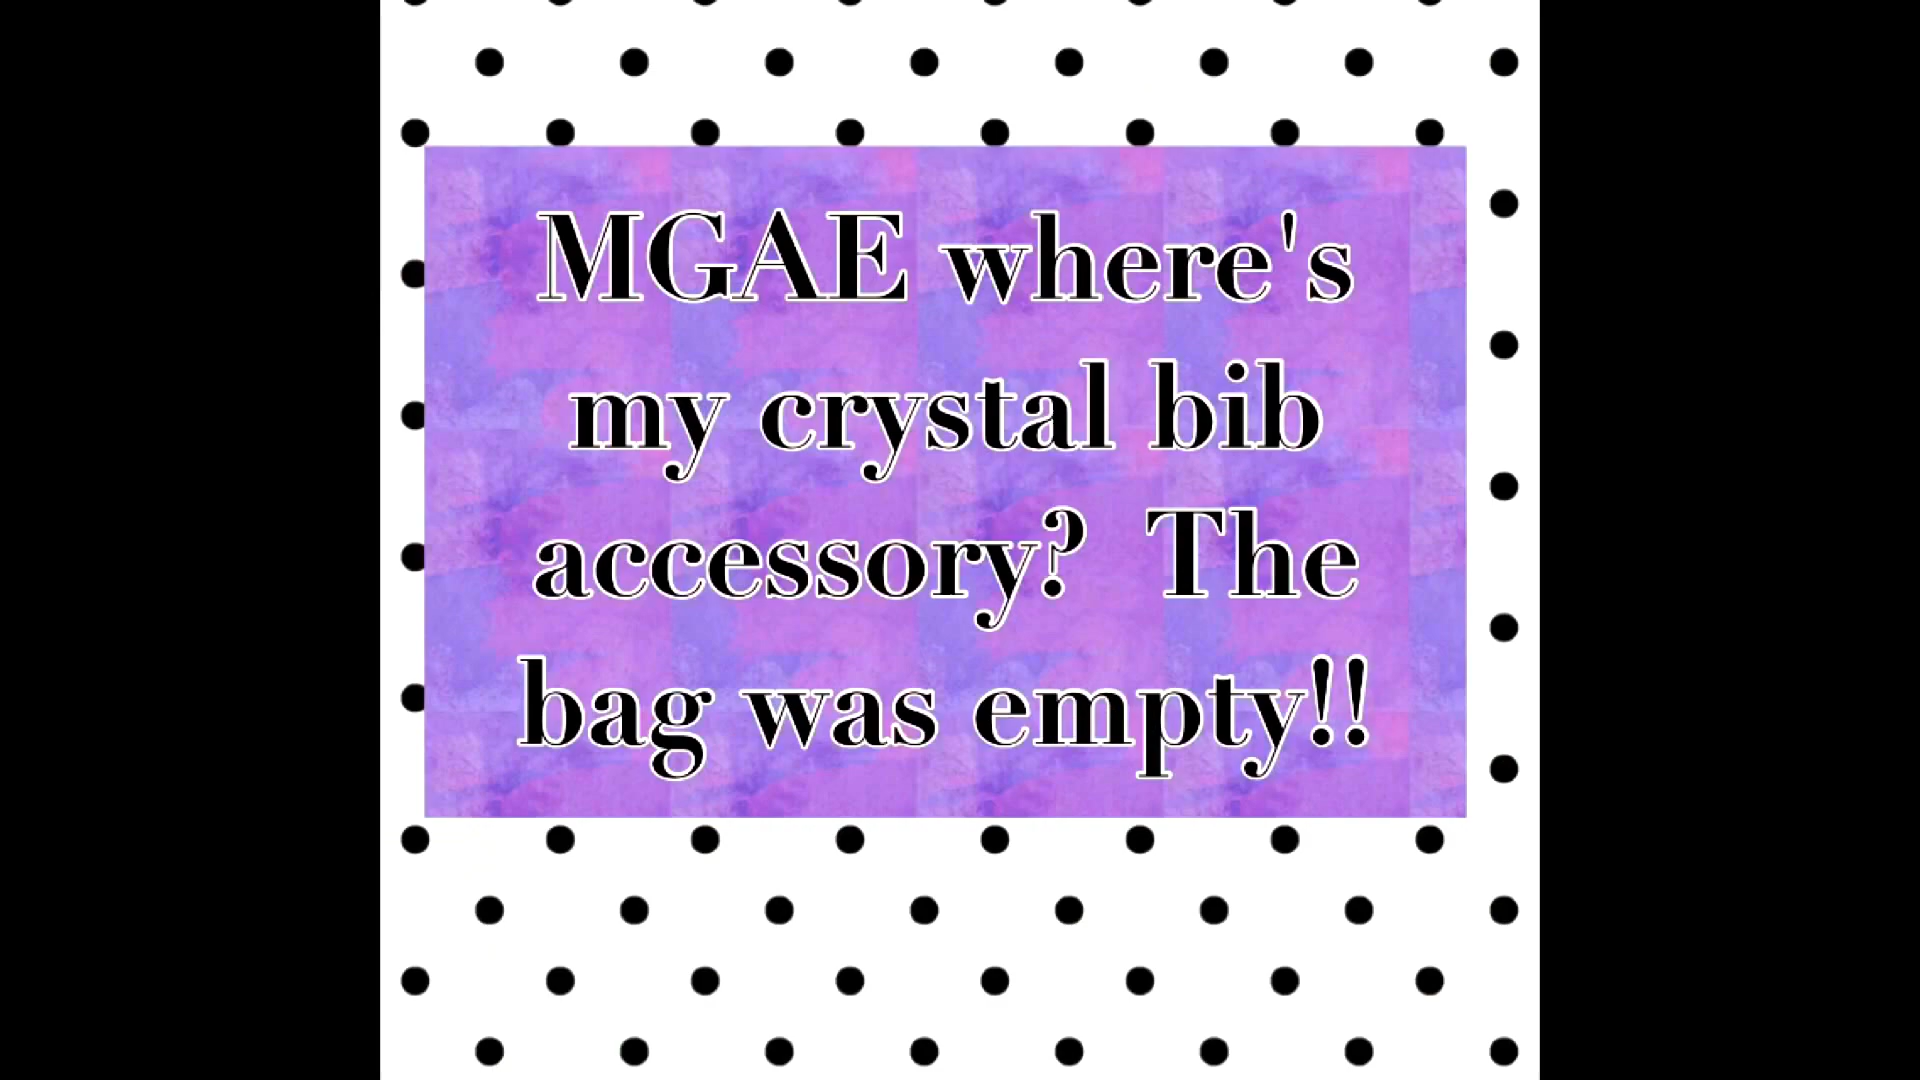 MGAE where's
my crystal bib
accessory?  The
bag was empty!!